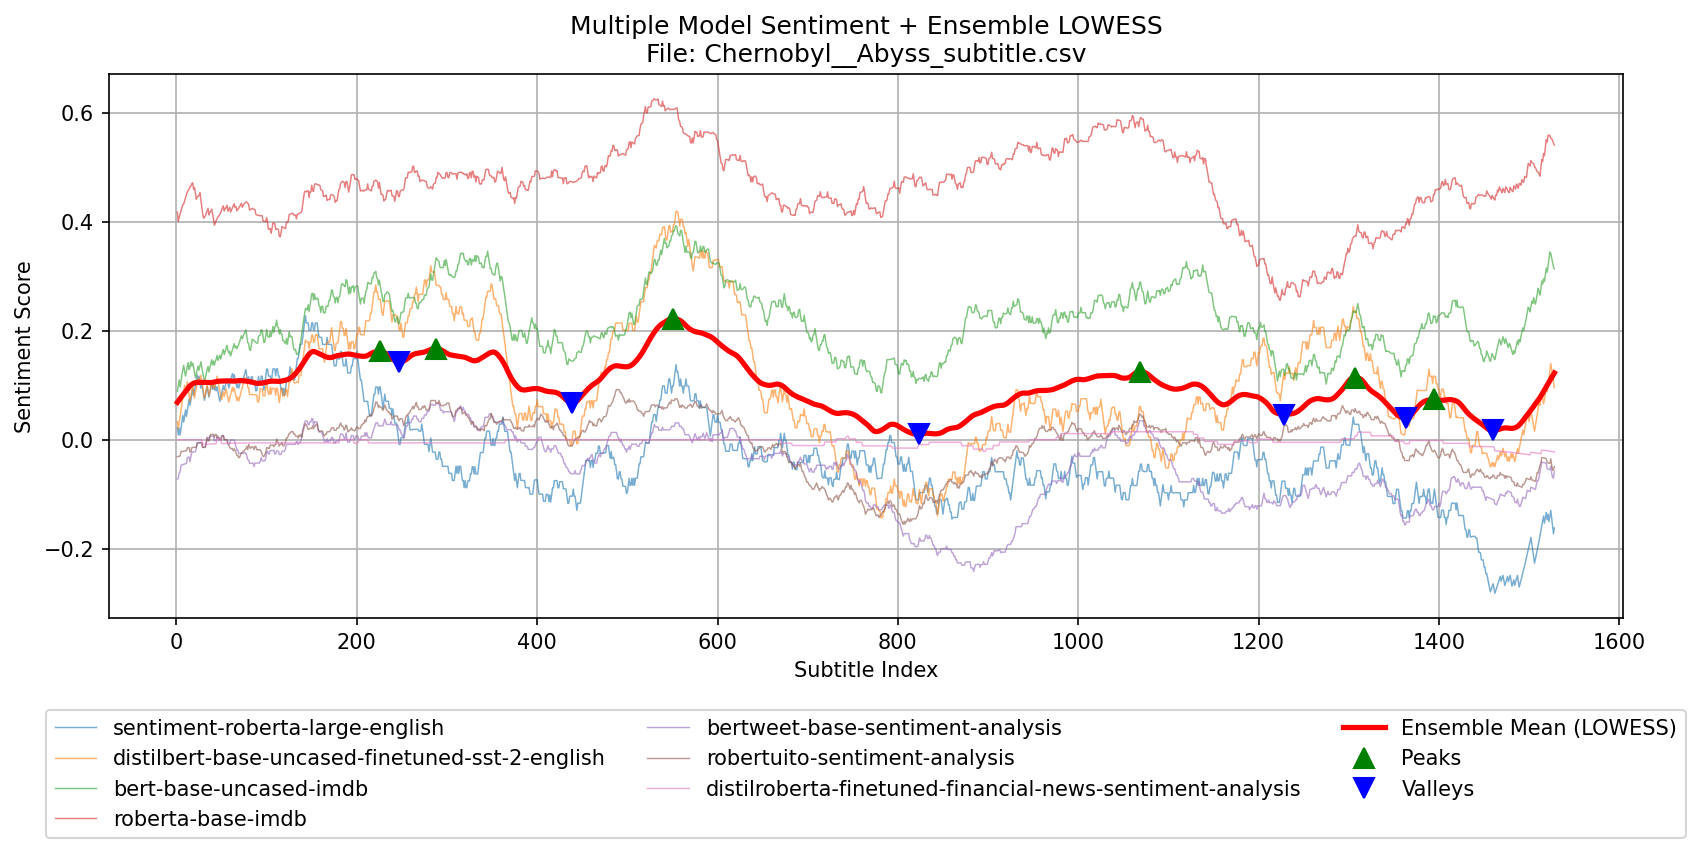 Multiple Model Sentiment + Ensemble LOWESS
File: Chernobyl__Abyss_subtitle.csv
Sentiment Score
0.6
0.4
0.2
0.0
−0.2
0
200
400
600
800
1000
1200
1400
1600
Subtitle Index
sentiment-roberta-large-english
distilbert-base-uncased-finetuned-sst-2-english
bert-base-uncased-imdb
roberta-base-imdb
bertweet-base-sentiment-analysis
robertuito-sentiment-analysis
distilroberta-finetuned-financial-news-sentiment-analysis
Ensemble Mean (LOWESS)
Peaks
Valleys